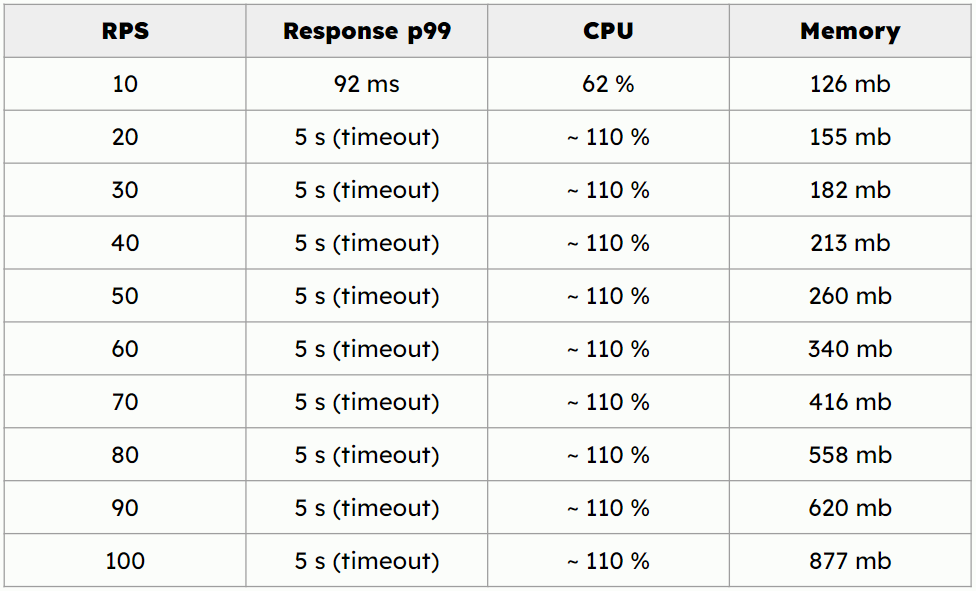 RPS Response p99 CPU Memory
10 92 ms 62 % 126 mb
20 5 s (timeout) ~ 110 % 155 mb
30 5 s (timeout) ~ 110 % 182 mb
40 5 s (timeout) ~ 110 % 213 mb
50 5 s (timeout) ~ 110 % 260 mb
60 5 s (timeout) ~ 110 % 340 mb
70 5 s (timeout) ~ 110 % 416 mb
80 5 s (timeout) ~ 110 % 558 mb
90 5 s (timeout) ~ 110 % 620 mb
100 5 s (timeout) ~ 110 % 877 mb